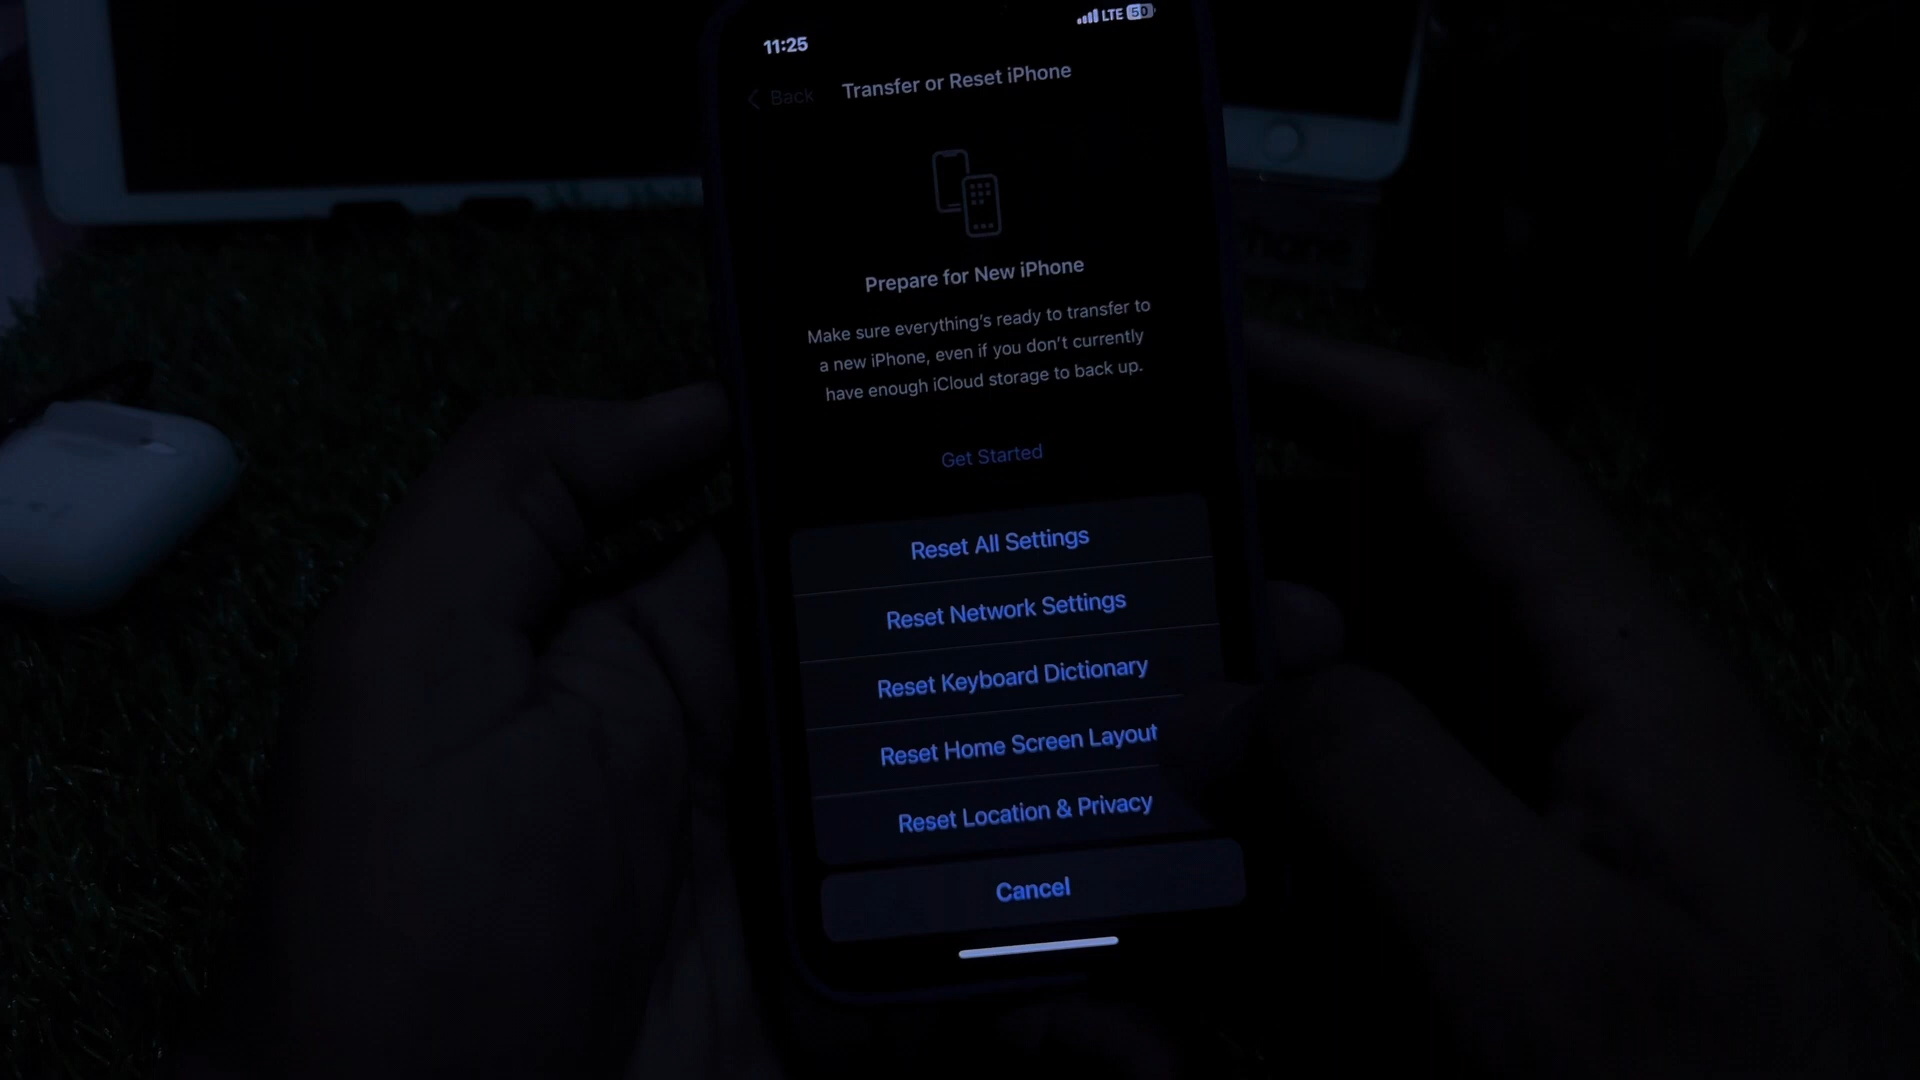 11:25
LTE 50
Back
Transfer or Reset iPhone
Prepare for New iPhone
Make sure everything's ready to transfer to
a new iPhone, even if you don't currently
have enough iCloud storage to back up.
Get Started
Reset All Settings
Reset Network Settings
Reset Keyboard Dictionary
Reset Home Screen Layout
Reset Location & Privacy
Cancel